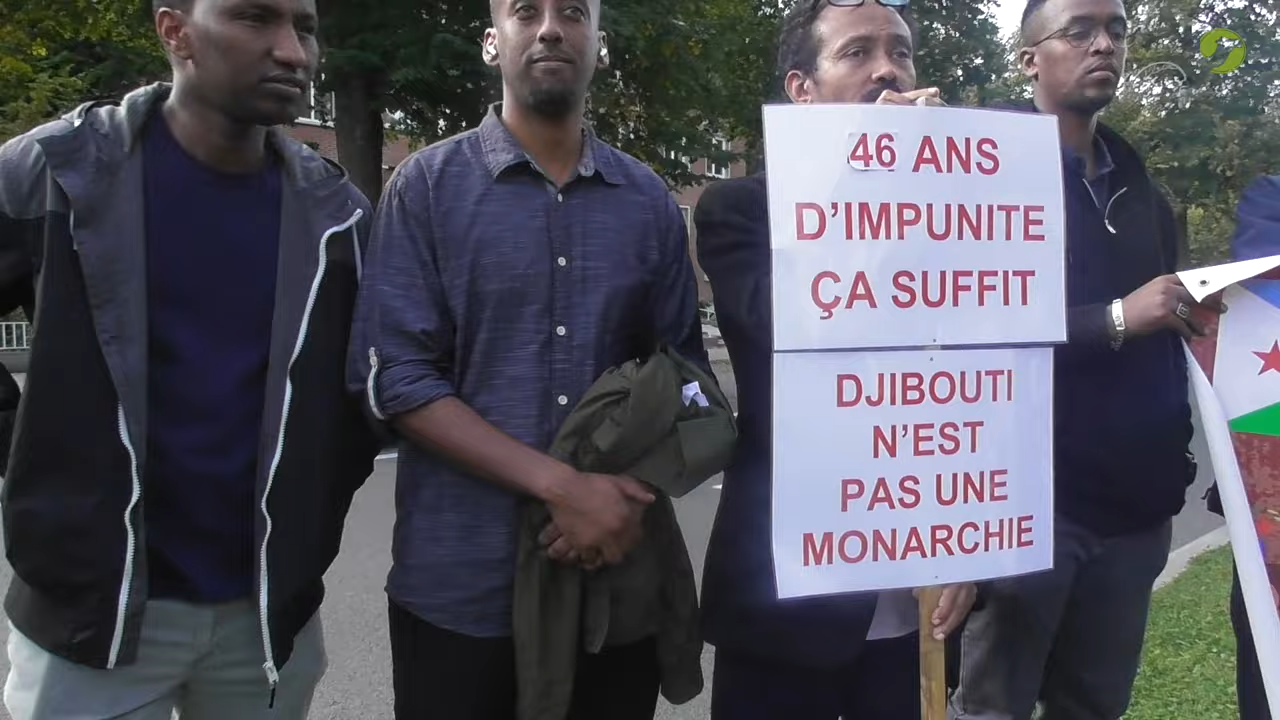 46 ANS
D'IMPUNITE
ÇA SUFFIT
DJIBOUTI
N'EST
PAS UNE
MONARCHIE